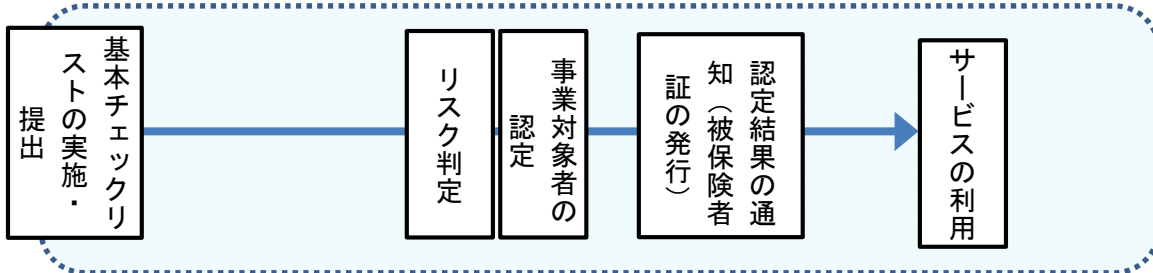 基本チェックリ
ストの実施・
提出
リスク判定
事業対象者の
認定
認定結果の通
知（被保険者
証の発行）
サービスの利用